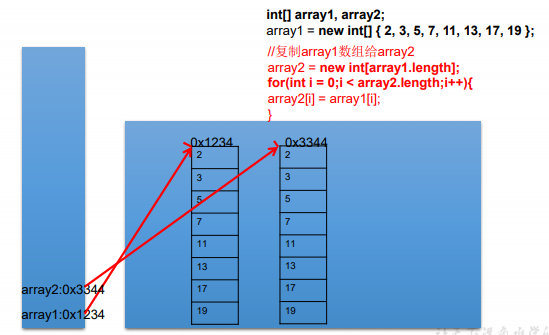 int[] array1, array2;
array1 = new int[] { 2, 3, 5, 7, 11, 13, 17, 19 };
//复制array1数组给array2
array2 = new int[array1.length];
for(int i = 0;i < array2.length;i++){
array2[i] = array1[i];
}
0x1234
0x3344
2
2
3
3
5
5
7
7
11
11
13
13
17
17
19
19
array2:0x3344
array1:0x1234